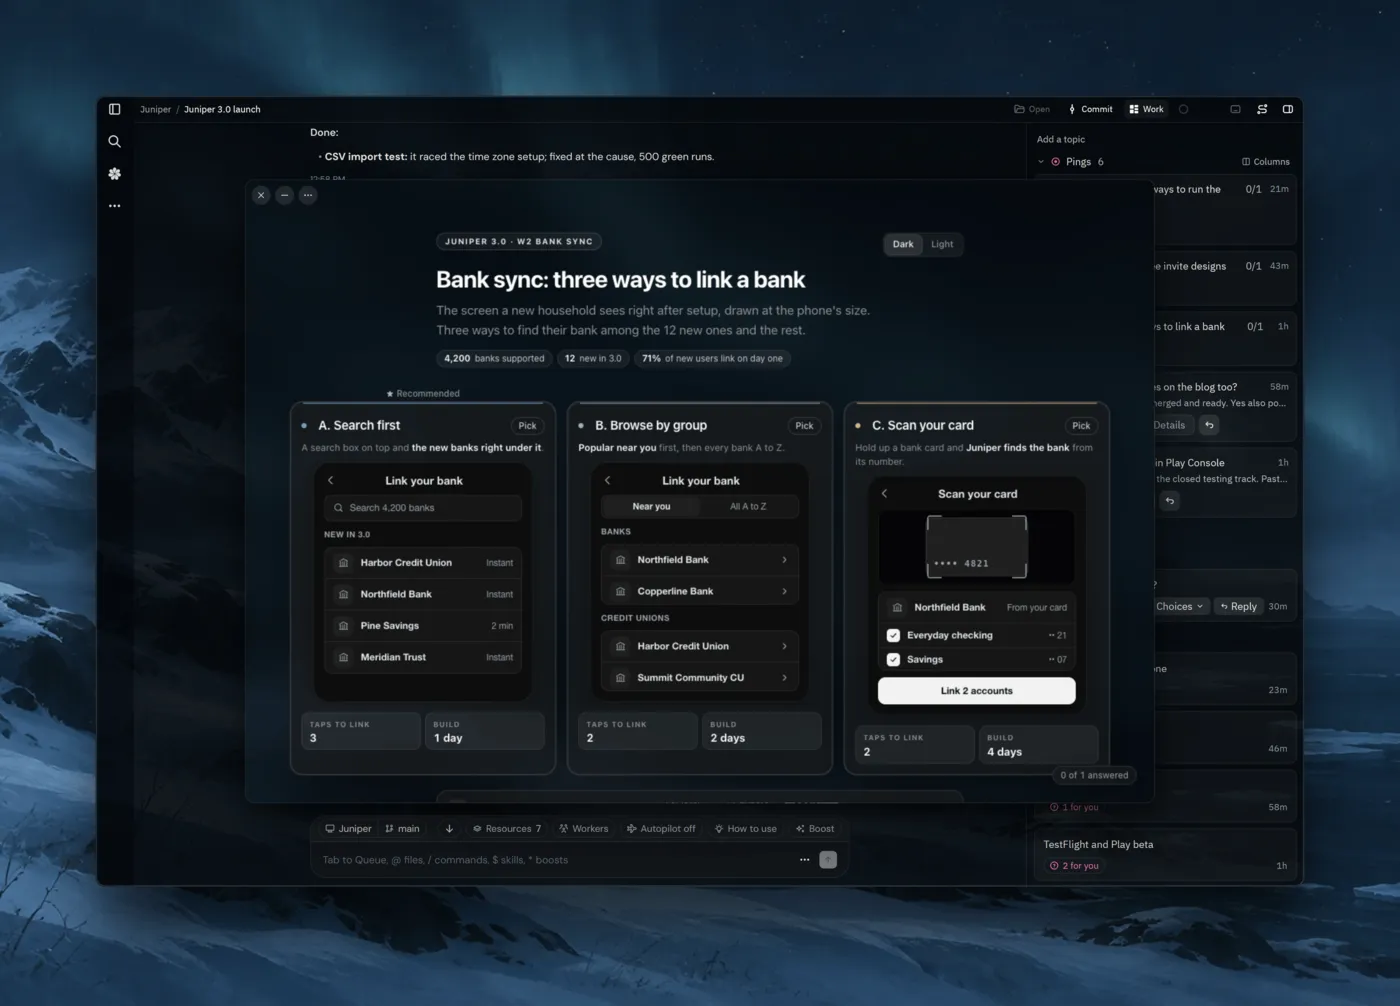 Juniper / Juniper 3.0 launch
Open
Commit
Work
Done:
• CSV import test: it raced the time zone setup; fixed at the cause, 500 green runs.
12:58 PM
Add a topic
Pings 6
Columns
ways to run the 0/1 21m
invite designs 0/1 43m
to link a bank 0/1 1h
on the blog too? 58m
merged and ready. Yes also po...
Details
in Play Console 1h
the closed testing track. Past...
?
Choices
Reply
30m
23m
46m
1 for you
58m
TestFlight and Play beta
2 for you
1h
JUNIPER 3.0 · W2 BANK SYNC
Dark
Light
Bank sync: three ways to link a bank
The screen a new household sees right after setup, drawn at the phone's size.
Three ways to find their bank among the 12 new ones and the rest.
4,200 banks supported
12 new in 3.0
71% of new users link on day one
★ Recommended
A. Search first
Pick
A search box on top and the new banks right under it.
Link your bank
Search 4,200 banks
NEW IN 3.0
Harbor Credit Union Instant
Northfield Bank Instant
Pine Savings 2 min
Meridian Trust Instant
TAPS TO LINK
3
BUILD
1 day
B. Browse by group
Pick
Popular near you first, then every bank A to Z.
Link your bank
Near you
All A to Z
BANKS
Northfield Bank
Copperline Bank
CREDIT UNIONS
Harbor Credit Union
Summit Community CU
TAPS TO LINK
2
BUILD
2 days
C. Scan your card
Pick
Hold up a bank card and Juniper finds the bank from
its number.
Scan your card
•••• 4821
Northfield Bank From your card
Everyday checking •• 21
Savings •• 07
Link 2 accounts
TAPS TO LINK
2
BUILD
4 days
0 of 1 answered
Juniper
main
Resources 7
Workers
Autopilot off
How to use
Boost
Tab to Queue, @ files, / commands, $ skills, * boosts